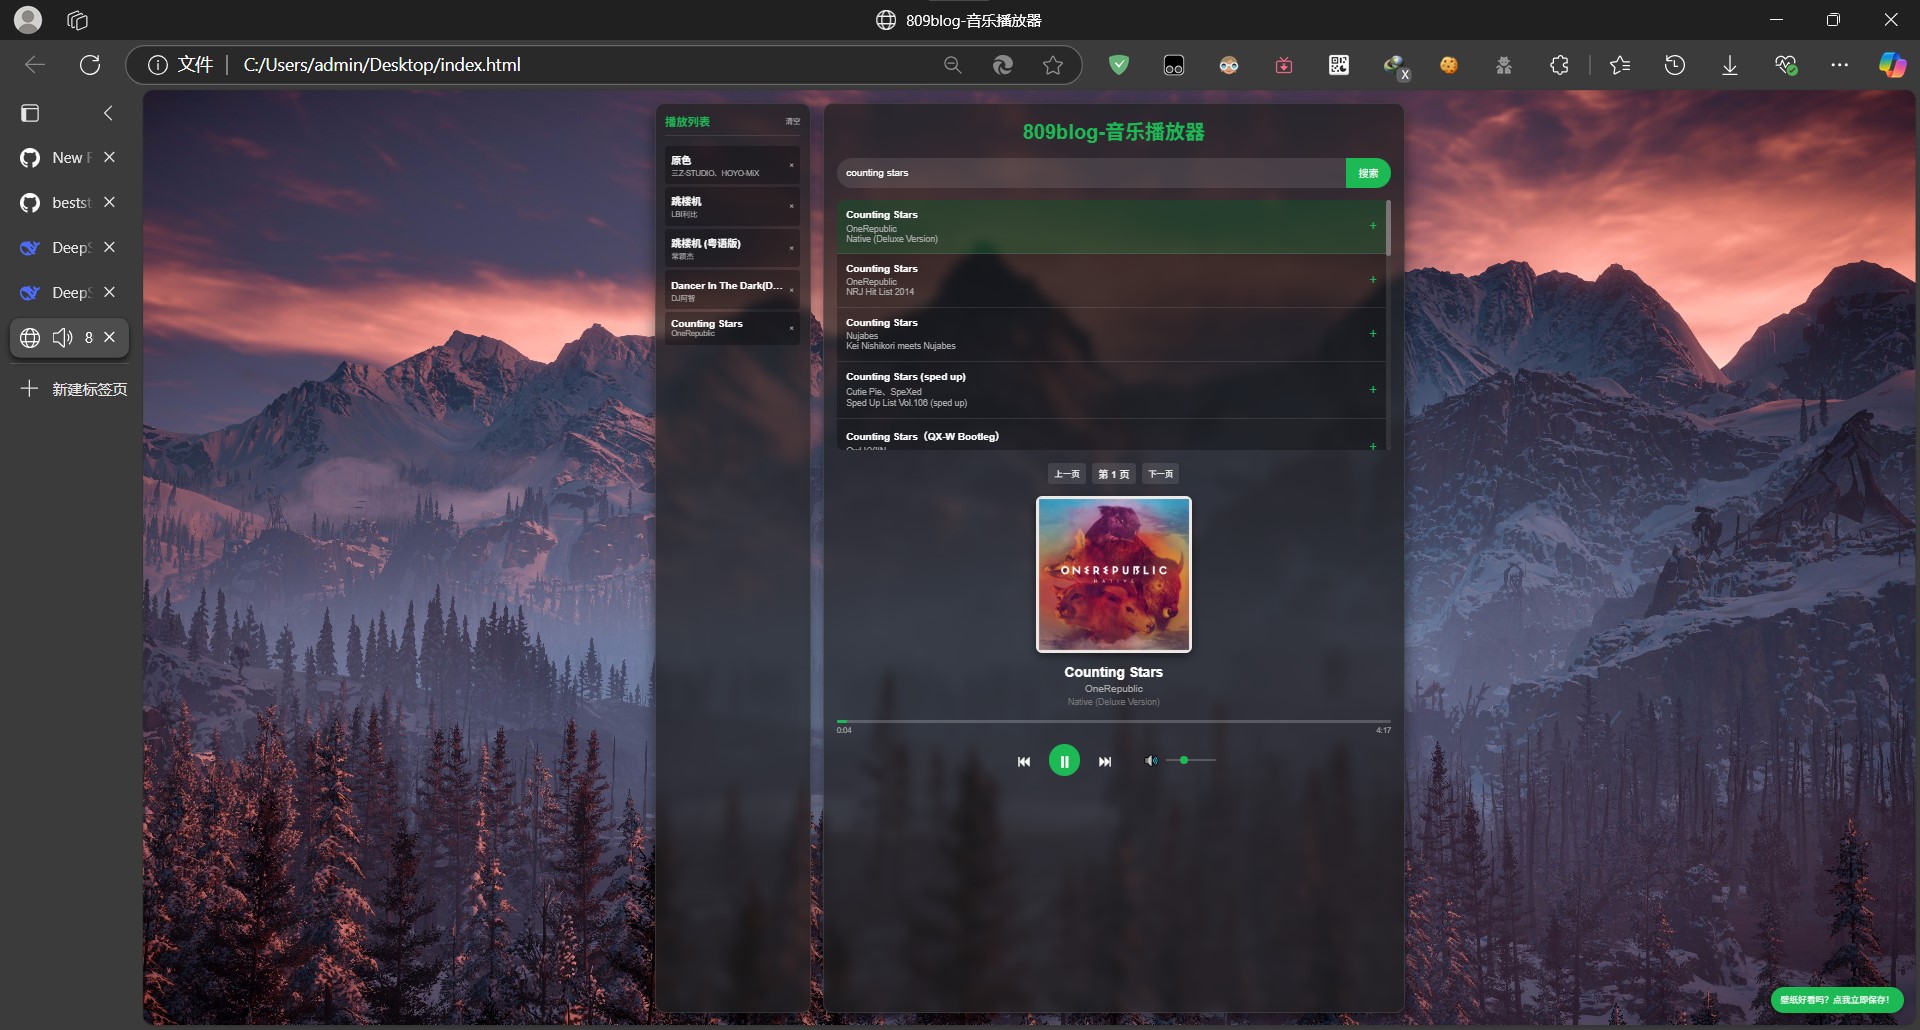 809blog-音乐播放器
文件
C:/Users/admin/Desktop/index.html
New
bestst
Deep
Deep
8
新建标签页
播放列表
清空
原色
三Z-STUDIO、HOYO-MiX
跳楼机
LBI利比
跳楼机 (粤语版)
常颖杰
Dancer In The Dark(D...
DJ阿智
Counting Stars
OneRepublic
809blog-音乐播放器
counting stars
搜索
Counting Stars
OneRepublic
Native (Deluxe Version)
Counting Stars
OneRepublic
NRJ Hit List 2014
Counting Stars
Nujabes
Kei Nishikori meets Nujabes
Counting Stars (sped up)
Cutie Pie、SpeXed
Sped Up List Vol.106 (sped up)
Counting Stars（QX-W Bootleg）
上一页
第 1 页
下一页
ONEREPUBLIC
NATIVE
Counting Stars
OneRepublic
Native (Deluxe Version)
0:04
4:17
壁纸好看吗？点我立即保存！